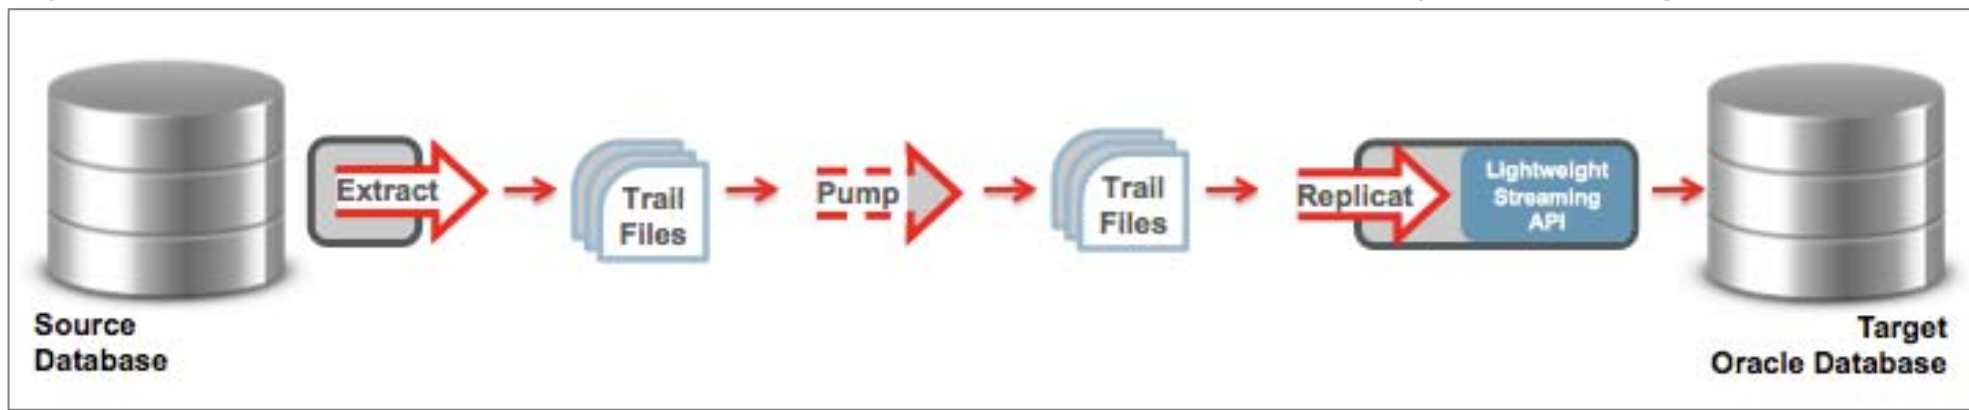 Extract
Trail
Files
Pump
Trail
Files
Replicat
Lightweight
Streaming
API
Source
Database
Target
Oracle Database